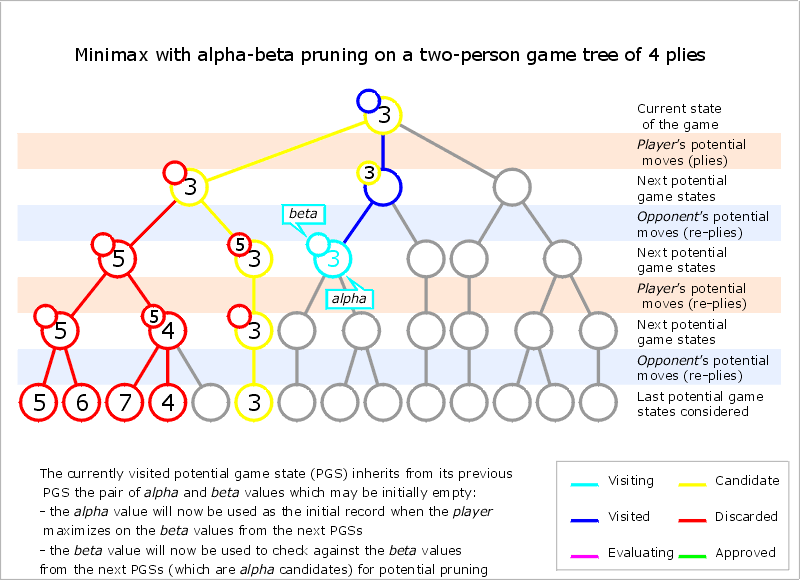 Minimax with alpha-beta pruning on a two-person game tree of 4 plies
3
Current state
of the game
Player's potential
moves (plies)
3
3
Next potential
game states
beta
Opponent's potential
moves (re-plies)
5
5
3
3
Next potential
game states
alpha
Player's potential
moves (re-plies)
5
5
4
3
Next potential
game states
Opponent's potential
moves (re-plies)
5
6
7
4
3
Last potential game
states considered
The currently visited potential game state (PGS) inherits from its previous
PGS the pair of alpha and beta values which may be initially empty:
- the alpha value will now be used as the initial record when the player
maximizes on the beta values from the next PGSs
- the beta value will now be used to check against the beta values
from the next PGSs (which are alpha candidates) for potential pruning
Visiting
Candidate
Visited
Discarded
Evaluating
Approved